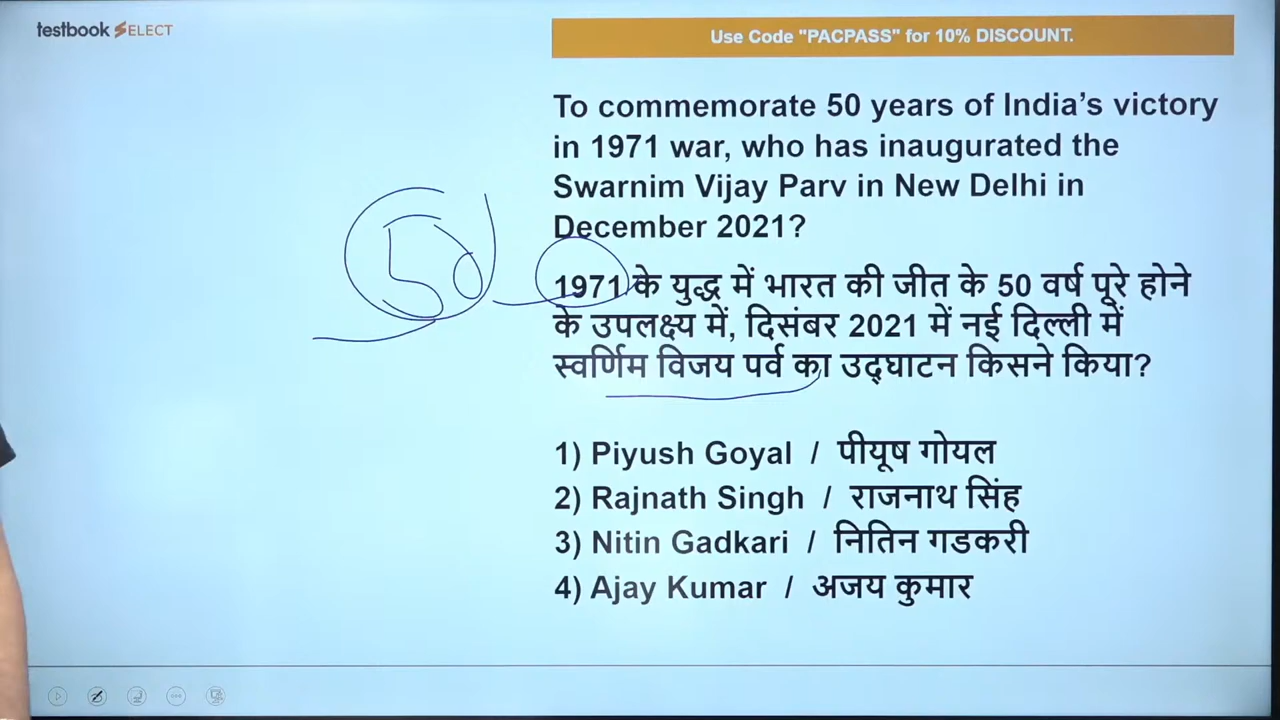 testbook SELECT
Use Code "PACPASS" for 10% DISCOUNT.
To commemorate 50 years of India's victory
in 1971 war, who has inaugurated the
Swarnim Vijay Parv in New Delhi in
December 2021?
50
1971 के युद्ध में भारत की जीत के 50 वर्ष पूरे होने
के उपलक्ष्य में, दिसंबर 2021 में नई दिल्ली में
स्वर्णिम विजय पर्व का उद्घाटन किसने किया?
1) Piyush Goyal / पीयूष गोयल
2) Rajnath Singh / राजनाथ सिंह
3) Nitin Gadkari / नितिन गडकरी
4) Ajay Kumar / अजय कुमार